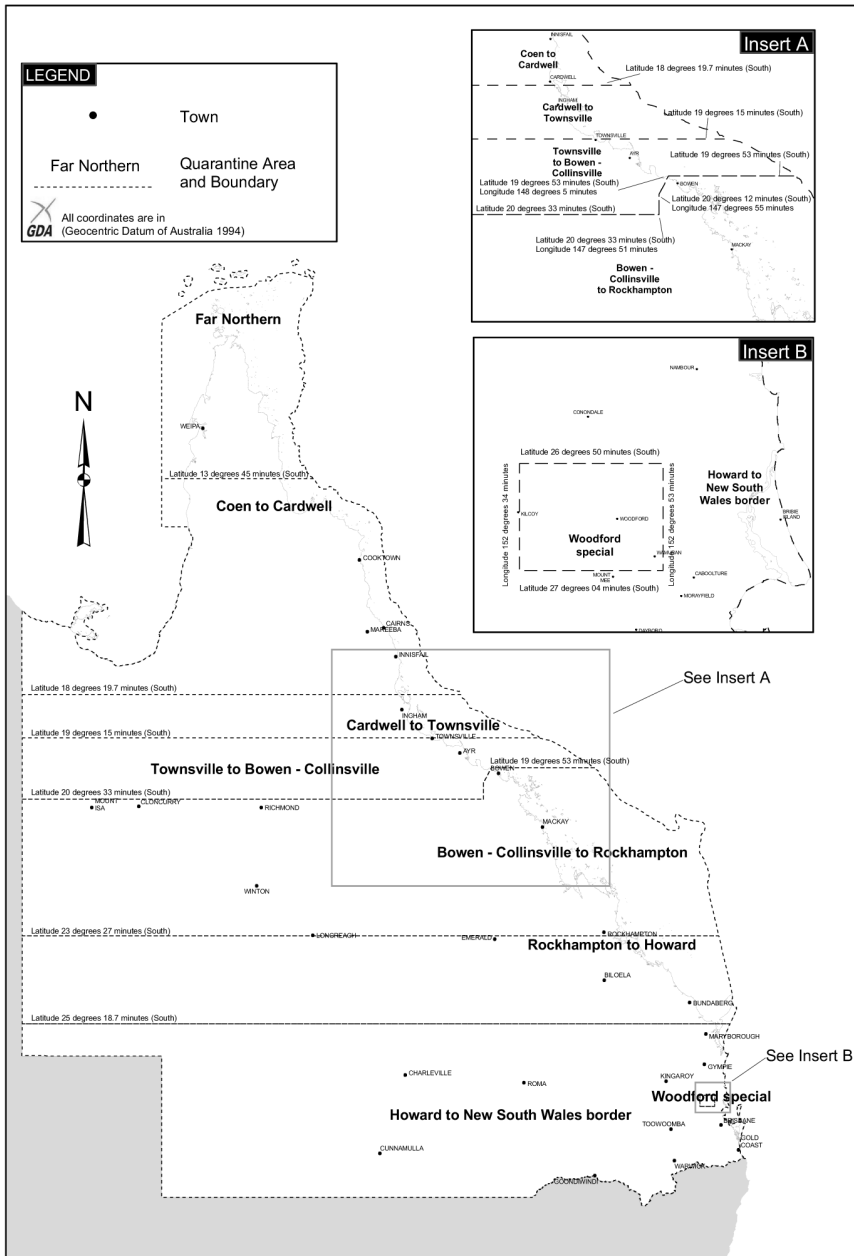 LEGEND
Town
Far Northern
Quarantine Area
and Boundary
GDA
All coordinates are in
(Geocentric Datum of Australia 1994)
Insert A
INNISFAIL
Coen to
Cardwell
Latitude 18 degrees 19.7 minutes (South)
CARDWELL
INGHAM
Cardwell to
Townsville
Latitude 19 degrees 15 minutes (South)
TOWNSVILLE
AYR
Townsville
to Bowen -
Collinsville
Latitude 19 degrees 53 minutes (South)
Latitude 19 degrees 53 minutes (South)
Longitude 148 degrees 5 minutes
BOWEN
Latitude 20 degrees 12 minutes (South)
Longitude 147 degrees 55 minutes
Latitude 20 degrees 33 minutes (South)
Latitude 20 degrees 33 minutes (South)
Longitude 147 degrees 51 minutes
MACKAY
Bowen -
Collinsville
to Rockhampton
Insert B
NAMBOUR
CONONDALE
Latitude 26 degrees 50 minutes (South)
Longitude 152 degrees 34 minutes
Longitude 152 degrees 53 minutes
Howard to
New South
Wales border
KILCOY
WOODFORD
BRIBIE
ISLAND
Woodford
special
WAMURAN
MOUNT
MEE
CABOOLTURE
Latitude 27 degrees 04 minutes (South)
MORAYFIELD
DAYBORO
N
Far Northern
WEIPA
Latitude 13 degrees 45 minutes (South)
Coen to Cardwell
COOKTOWN
CAIRNS
MAREEBA
INNISFAIL
See Insert A
Latitude 18 degrees 19.7 minutes (South)
INGHAM
Cardwell to Townsville
Latitude 19 degrees 15 minutes (South)
TOWNSVILLE
AYR
Townsville to Bowen - Collinsville
Latitude 19 degrees 53 minutes (South)
BOWEN
Latitude 20 degrees 33 minutes (South)
MOUNT
ISA
CLONCURRY
RICHMOND
MACKAY
Bowen - Collinsville to Rockhampton
WINTON
Latitude 23 degrees 27 minutes (South)
LONGREACH
EMERALD
ROCKHAMPTON
Rockhampton to Howard
BILOELA
BUNDABERG
Latitude 25 degrees 18.7 minutes (South)
MARYBOROUGH
See Insert B
GYMPIE
CHARLEVILLE
ROMA
KINGAROY
Woodford special
Howard to New South Wales border
TOOWOOMBA
BRISBANE
GOLD
COAST
CUNNAMULLA
WARWICK
GOONDIWINDI